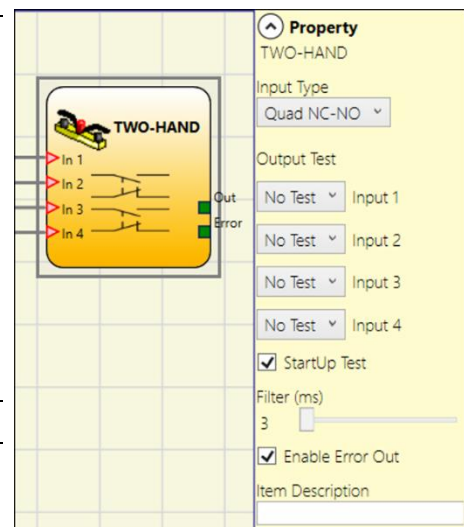 TWO-HAND
In 1
In 2
In 3
In 4
Out
Error
Property
TWO-HAND
Input Type
Quad NC-NO
Output Test
No Test Input 1
No Test Input 2
No Test Input 3
No Test Input 4
StartUp Test
Filter (ms)
3
Enable Error Out
Item Description